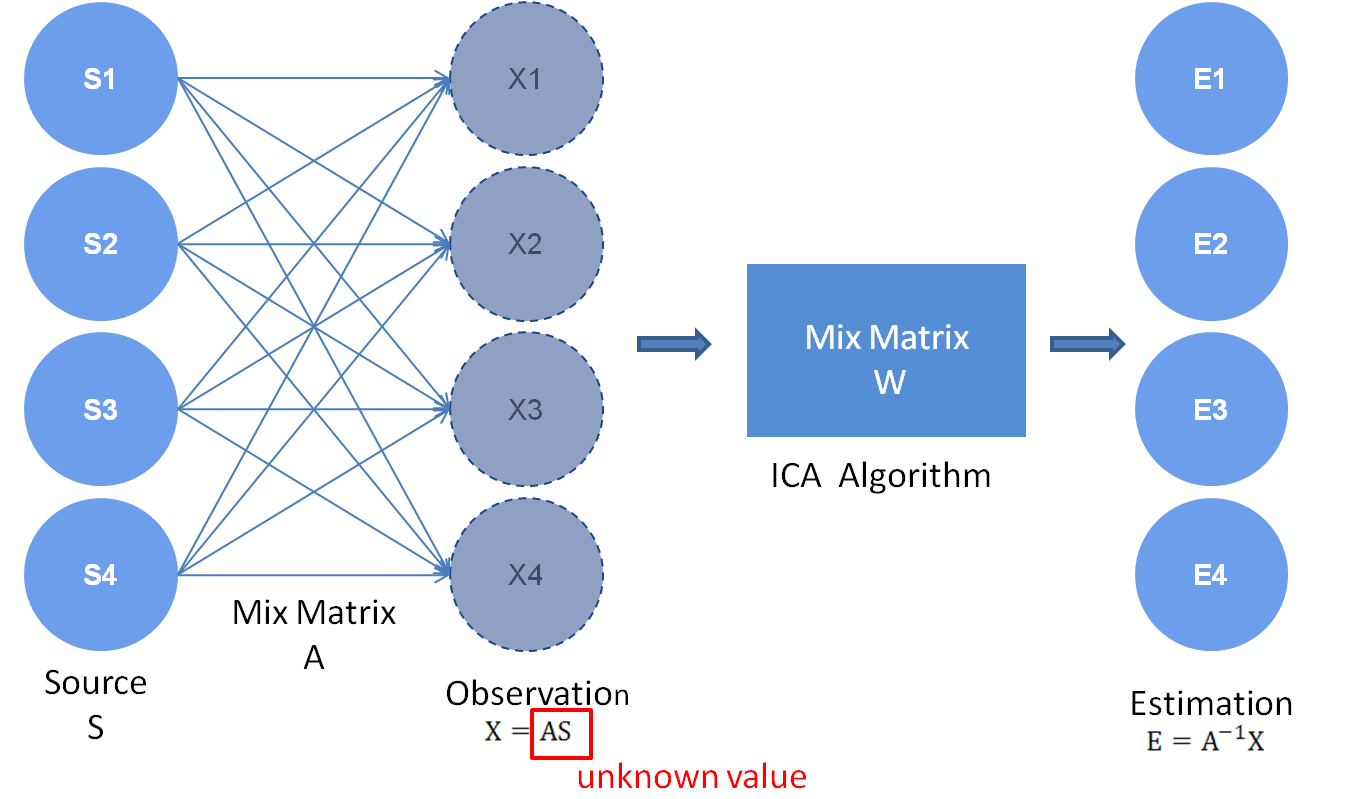 S1
S2
S3
S4
Source
S
Mix Matrix
A
X1
X2
X3
X4
Observation
X = AS
unknown value
Mix Matrix
W
ICA Algorithm
E1
E2
E3
E4
Estimation
E = A⁻¹X